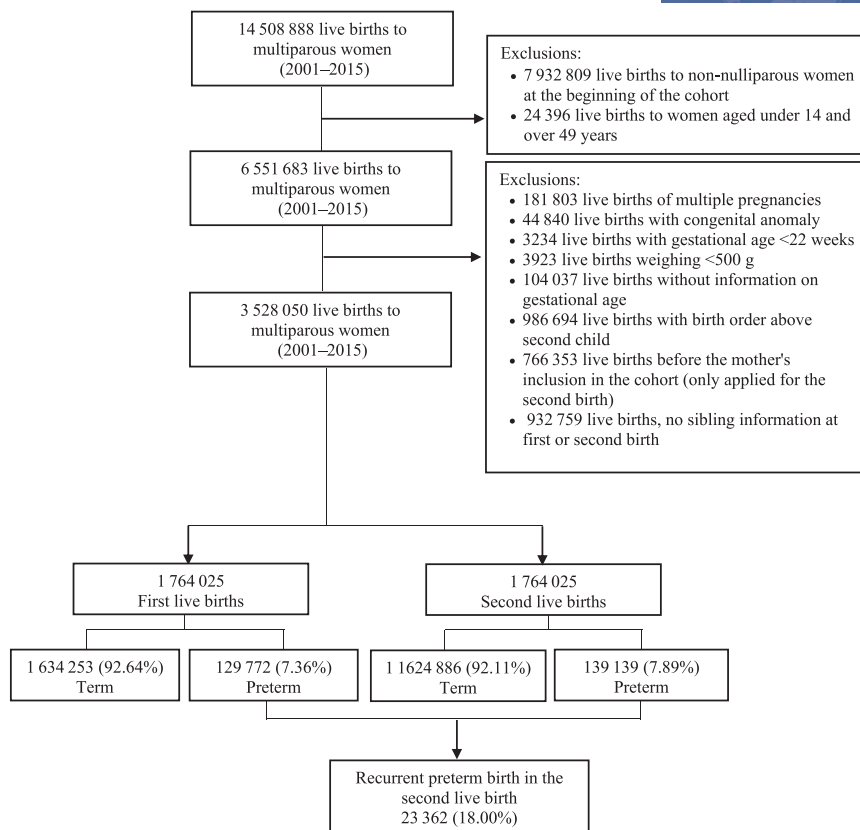 14 508 888 live births to
multiparous women
(2001–2015)
Exclusions:
• 7 932 809 live births to non-nulliparous women
at the beginning of the cohort
• 24 396 live births to women aged under 14 and
over 49 years
6 551 683 live births to
multiparous women
(2001–2015)
Exclusions:
• 181 803 live births of multiple pregnancies
• 44 840 live births with congenital anomaly
• 3234 live births with gestational age <22 weeks
• 3923 live births weighing <500 g
• 104 037 live births without information on
gestational age
• 986 694 live births with birth order above
second child
• 766 353 live births before the mother's
inclusion in the cohort (only applied for the
second birth)
• 932 759 live births, no sibling information at
first or second birth
3 528 050 live births to
multiparous women
(2001–2015)
1 764 025
First live births
1 764 025
Second live births
1 634 253 (92.64%)
Term
129 772 (7.36%)
Preterm
1 1624 886 (92.11%)
Term
139 139 (7.89%)
Preterm
Recurrent preterm birth in the
second live birth
23 362 (18.00%)